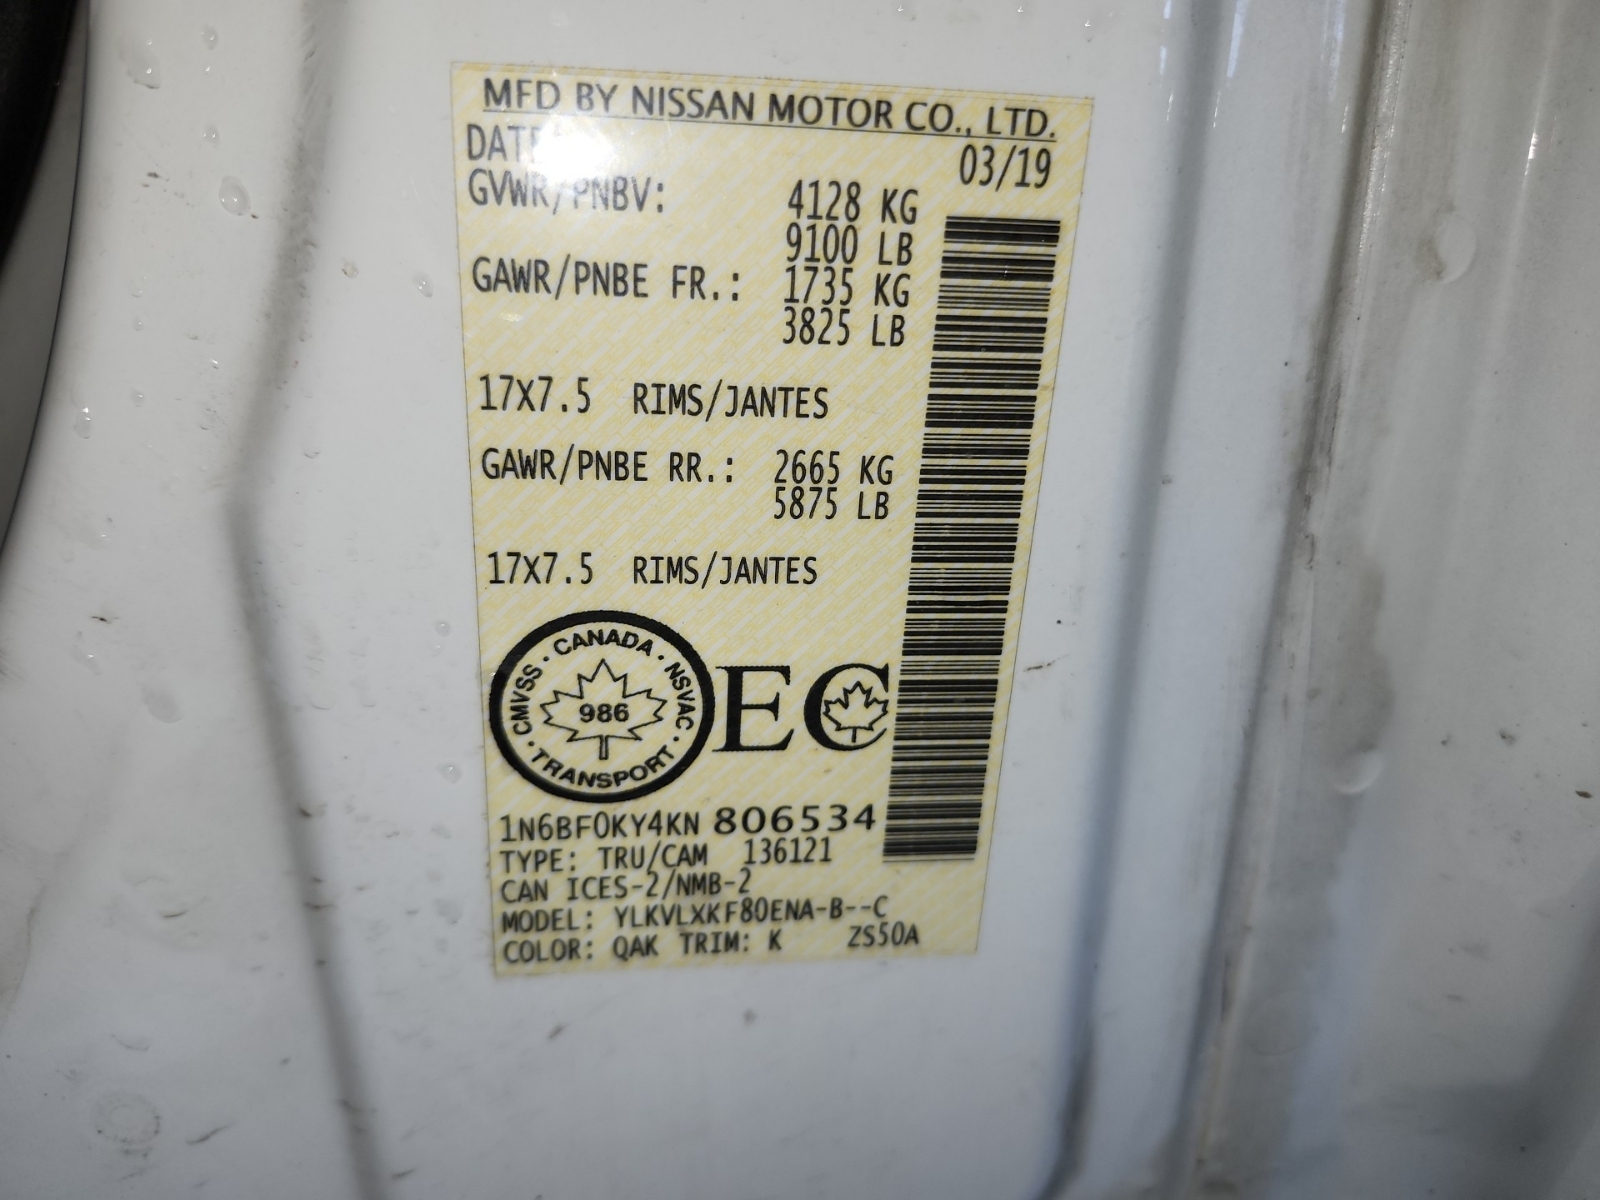 MFD BY NISSAN MOTOR CO., LTD.
DATE 03/19
GVWR/PNBV: 4128 KG
9100 LB
GAWR/PNBE FR.: 1735 KG
3825 LB
17X7.5 RIMS/JANTES
GAWR/PNBE RR.: 2665 KG
5875 LB
17X7.5 RIMS/JANTES
CANADA · NSVAC · TRANSPORT · CMVSS ·
986
EC
1N6BF0KY4KN 806534
TYPE: TRU/CAM 136121
CAN ICES-2/NMB-2
MODEL: YLKVLXKF80ENA-B--C
COLOR: QAK TRIM: K ZS50A